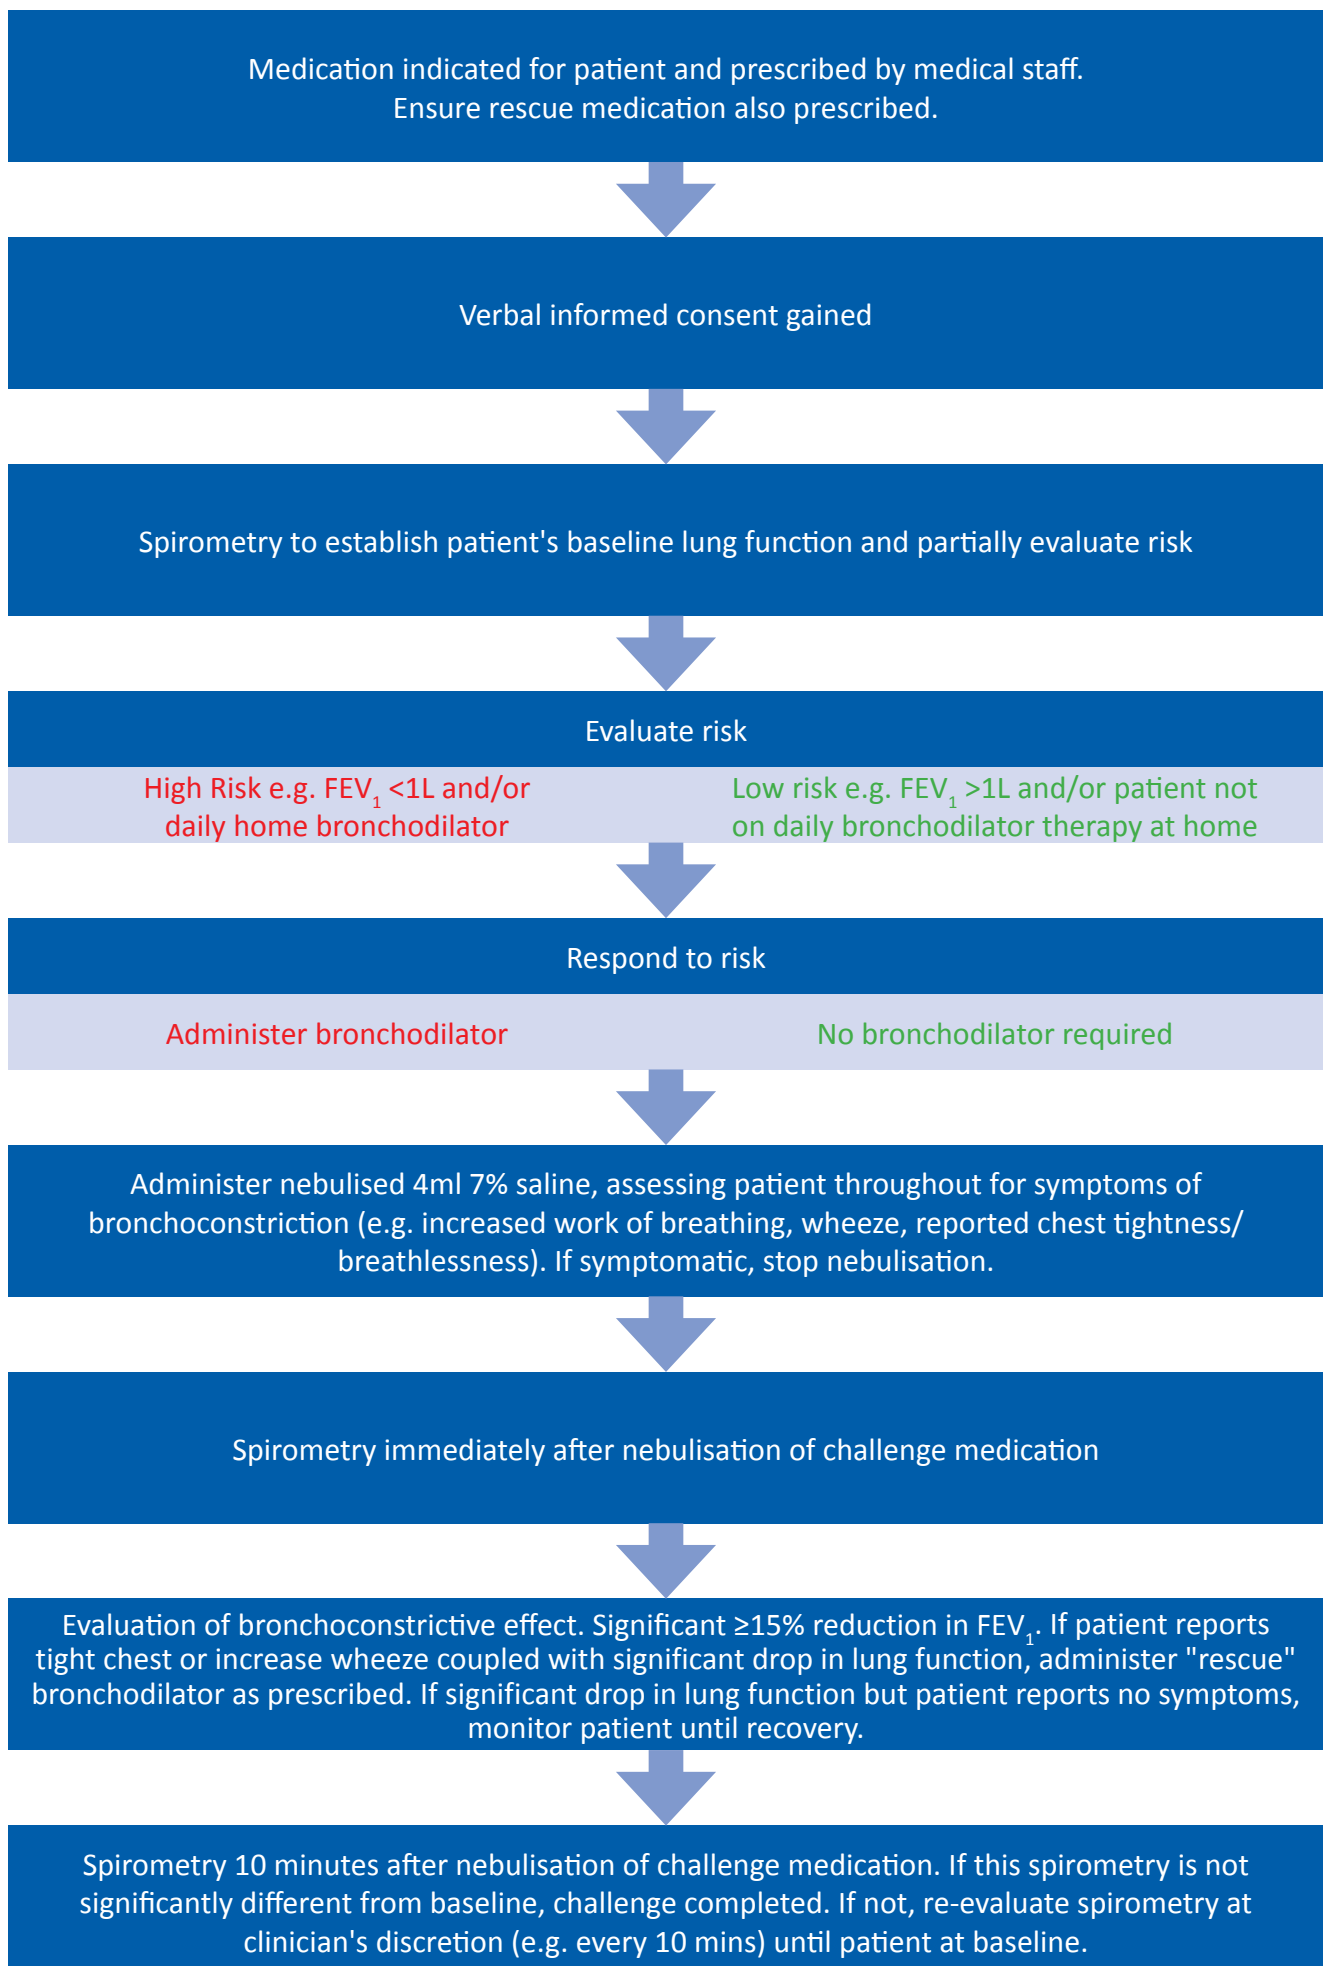 Medication indicated for patient and prescribed by medical staff.
Ensure rescue medication also prescribed.
Verbal informed consent gained
Spirometry to establish patient's baseline lung function and partially evaluate risk
Evaluate risk
High Risk e.g. FEV₁ <1L and/or
daily home bronchodilator
Low risk e.g. FEV₁ >1L and/or patient not
on daily bronchodilator therapy at home
Respond to risk
Administer bronchodilator
No bronchodilator required
Administer nebulised 4ml 7% saline, assessing patient throughout for symptoms of
bronchoconstriction (e.g. increased work of breathing, wheeze, reported chest tightness/
breathlessness). If symptomatic, stop nebulisation.
Spirometry immediately after nebulisation of challenge medication
Evaluation of bronchoconstrictive effect. Significant ≥15% reduction in FEV₁. If patient reports
tight chest or increase wheeze coupled with significant drop in lung function, administer "rescue"
bronchodilator as prescribed. If significant drop in lung function but patient reports no symptoms,
monitor patient until recovery.
Spirometry 10 minutes after nebulisation of challenge medication. If this spirometry is not
significantly different from baseline, challenge completed. If not, re-evaluate spirometry at
clinician's discretion (e.g. every 10 mins) until patient at baseline.